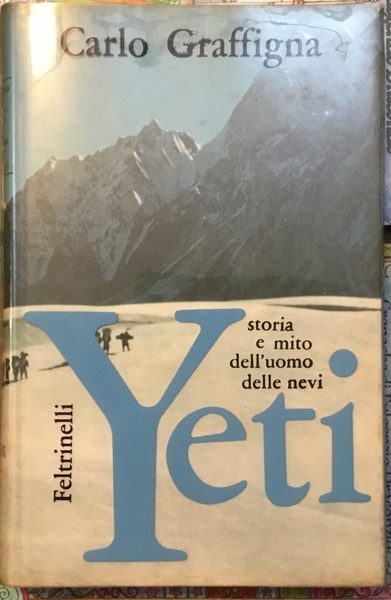 Carlo Graffigna
storia
e mito
dell'uomo
delle nevi
Yeti
Feltrinelli